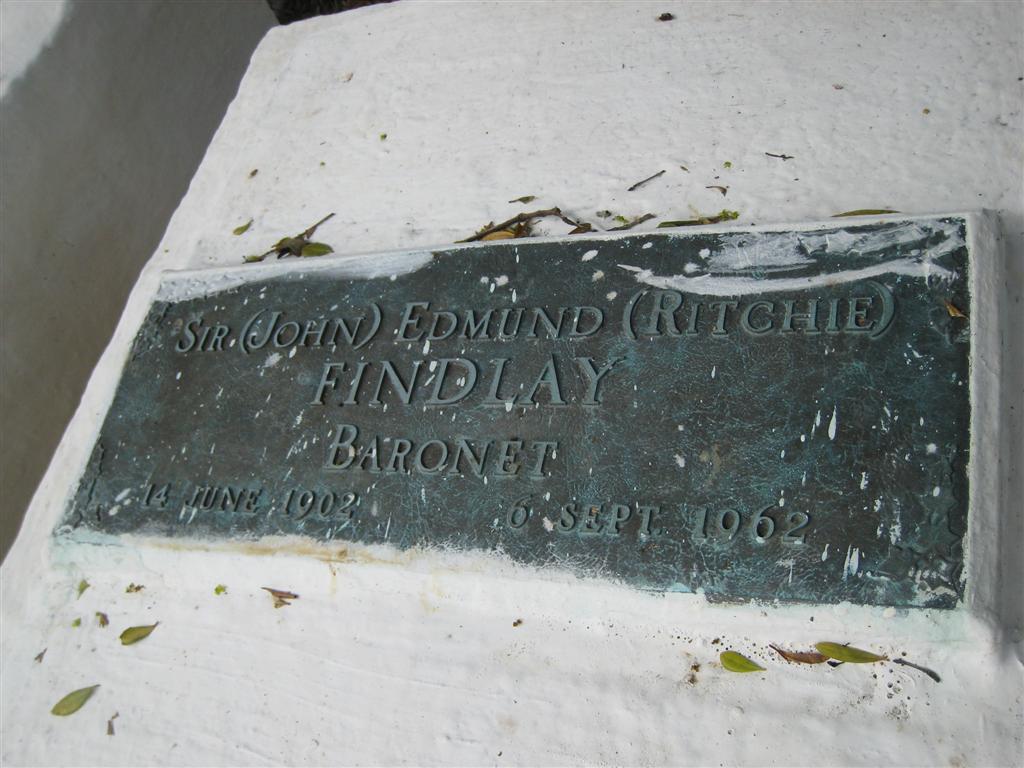 SIR (JOHN) EDMUND (RITCHIE)
FINDLAY
BARONET
14 JUNE 1902 6 SEPT. 1962